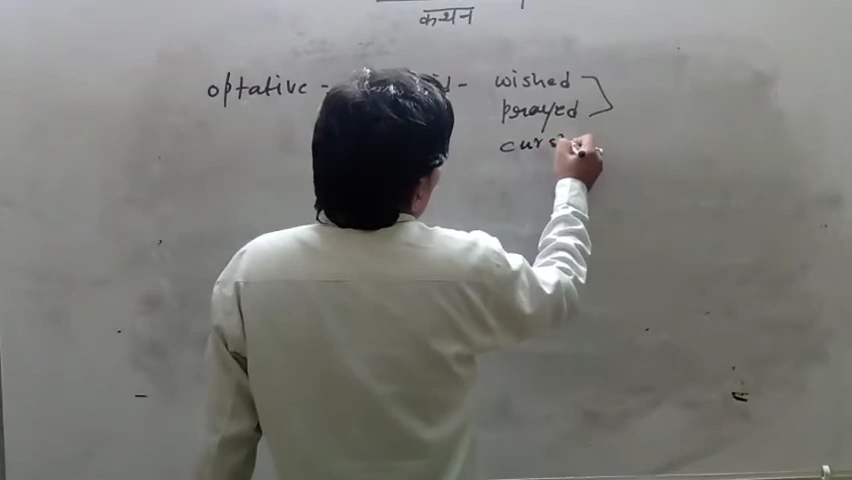 कथन
optative - - wished
prayed